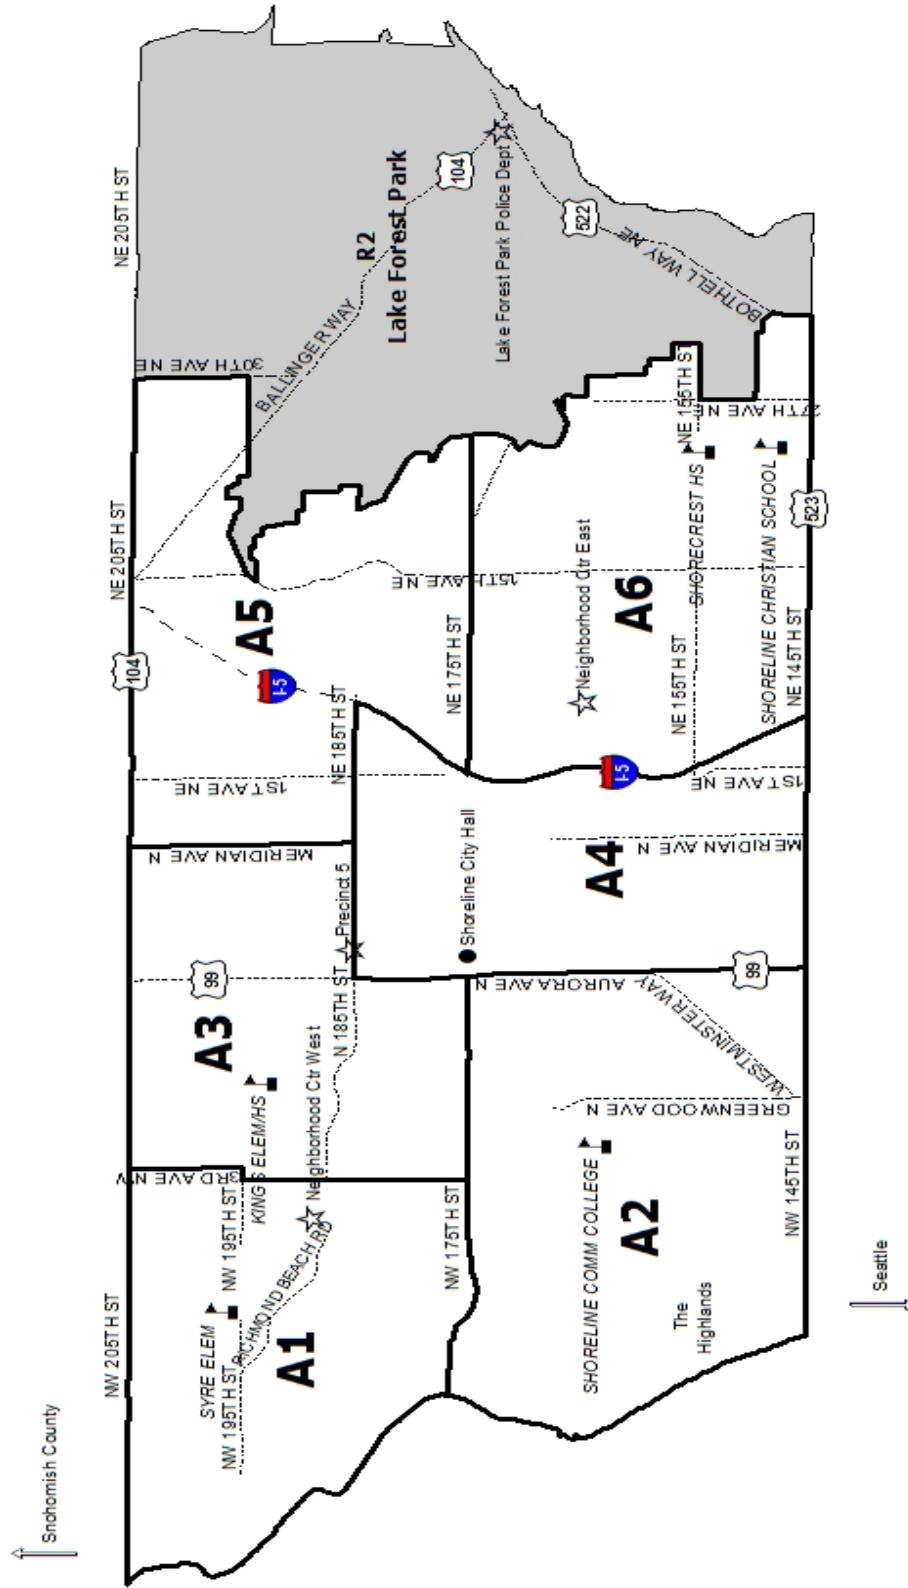 Snohomish County
NW 205TH ST
104
NE 205TH ST
NE 205TH ST
SYRE ELEM
NW 195TH ST
NW 195TH ST
RICHMOND BEACH RD
A1
3RD AVE NW
KING'S ELEM/HS
Neighborhood Ctr West
A3
99
N 185TH ST
Precinct 5
MERIDIAN AVE N
1ST AVE NE
NE 185TH ST
I-5
A5
15TH AVE NE
30TH AVE NE
BALLINGER WAY
R2
Lake Forest Park
104
Lake Forest Park Police Dept
522
BOTHELL WAY NE
NW 175TH ST
NE 175TH ST
AURORA AVE N
Shoreline City Hall
SHORELINE COMM COLLEGE
A2
The
Highlands
GREENWOOD AVE N
WESTMINSTER WAY
NW 145TH ST
99
A4
MERIDIAN AVE N
I-5
1ST AVE NE
Neighborhood Ctr East
A6
NE 155TH ST
NE 155TH ST
SHORECREST HS
27TH AVE NE
SHORELINE CHRISTIAN SCHOOL
NE 145TH ST
523
Seattle